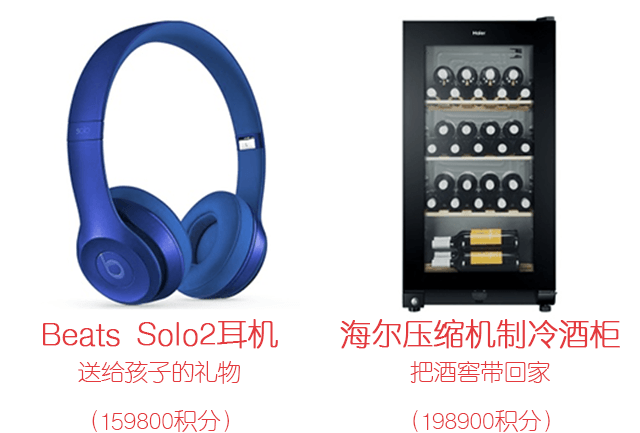 solo
b
Haier
Beats Solo2耳机
送给孩子的礼物
（159800积分）
海尔压缩机制冷酒柜
把酒窖带回家
（198900积分）